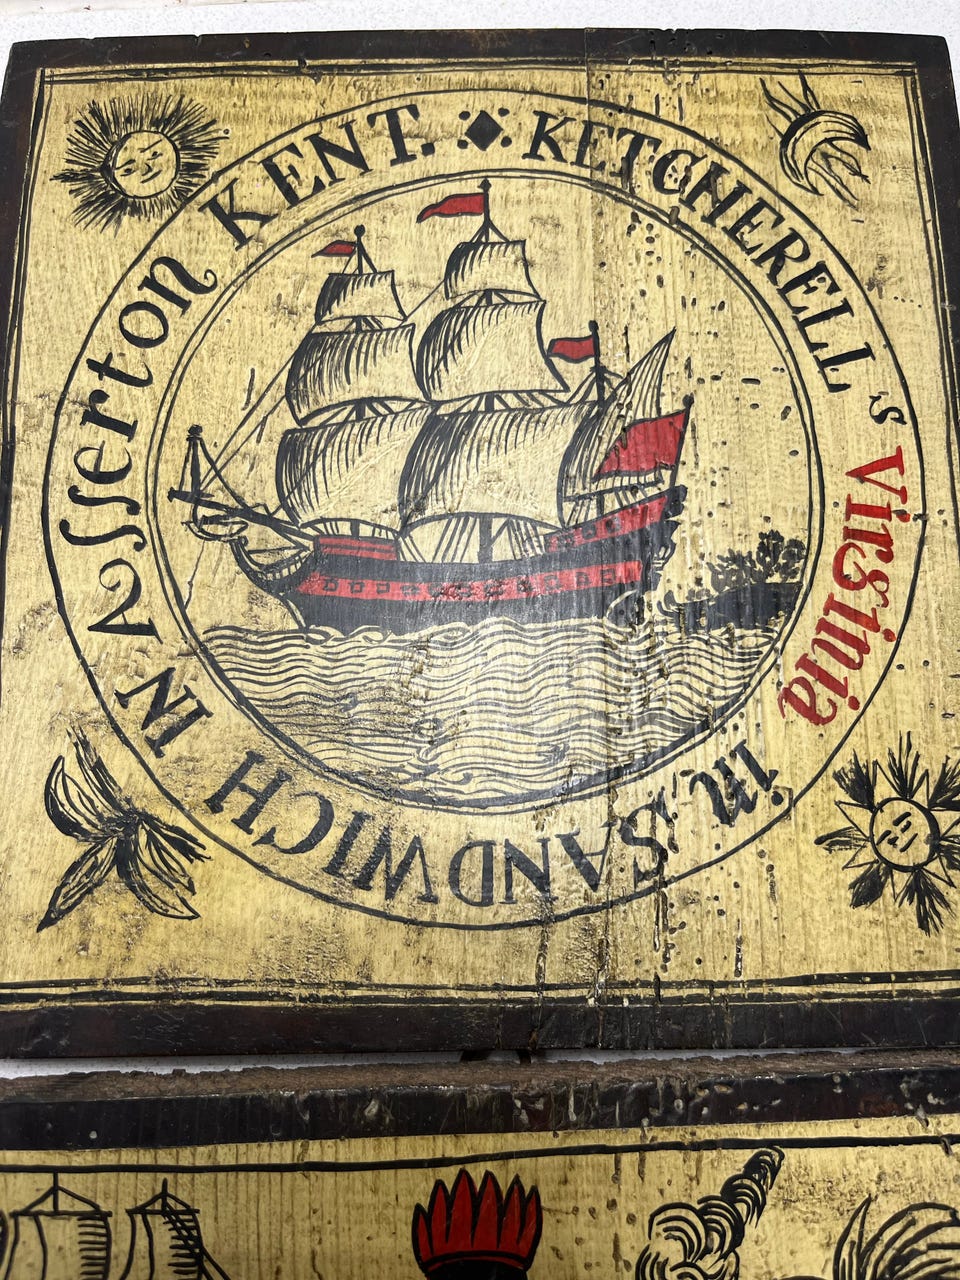 KETCHERELL's Virginia in SANDWICH IN Aſſerton KENT.